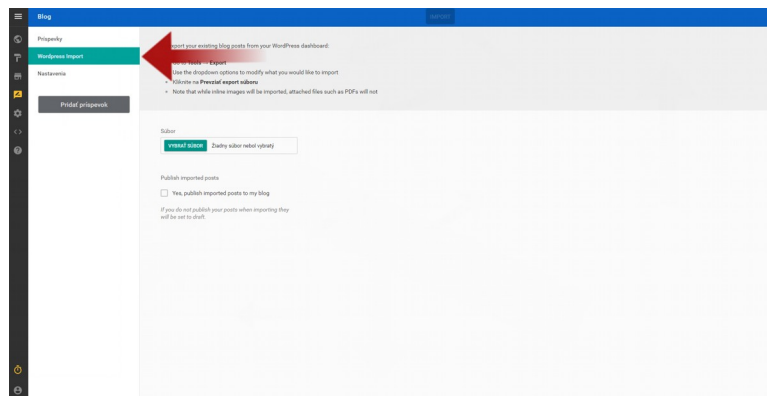 Blog
IMPORT
Príspevky
Wordpress Import
Nastavenia
Pridať príspevok
export your existing blog posts from your WordPress dashboard:
Tools → Export
Use the dropdown options to modify what you would like to import
Kliknite na Prevziať export súboru
Note that while inline images will be imported, attached files such as PDFs will not
Súbor
VYBRAŤ SÚBOR Žiadny súbor nebol vybratý
Publish imported posts
Yes, publish imported posts to my blog
If you do not publish your posts when importing they
will be set to draft.